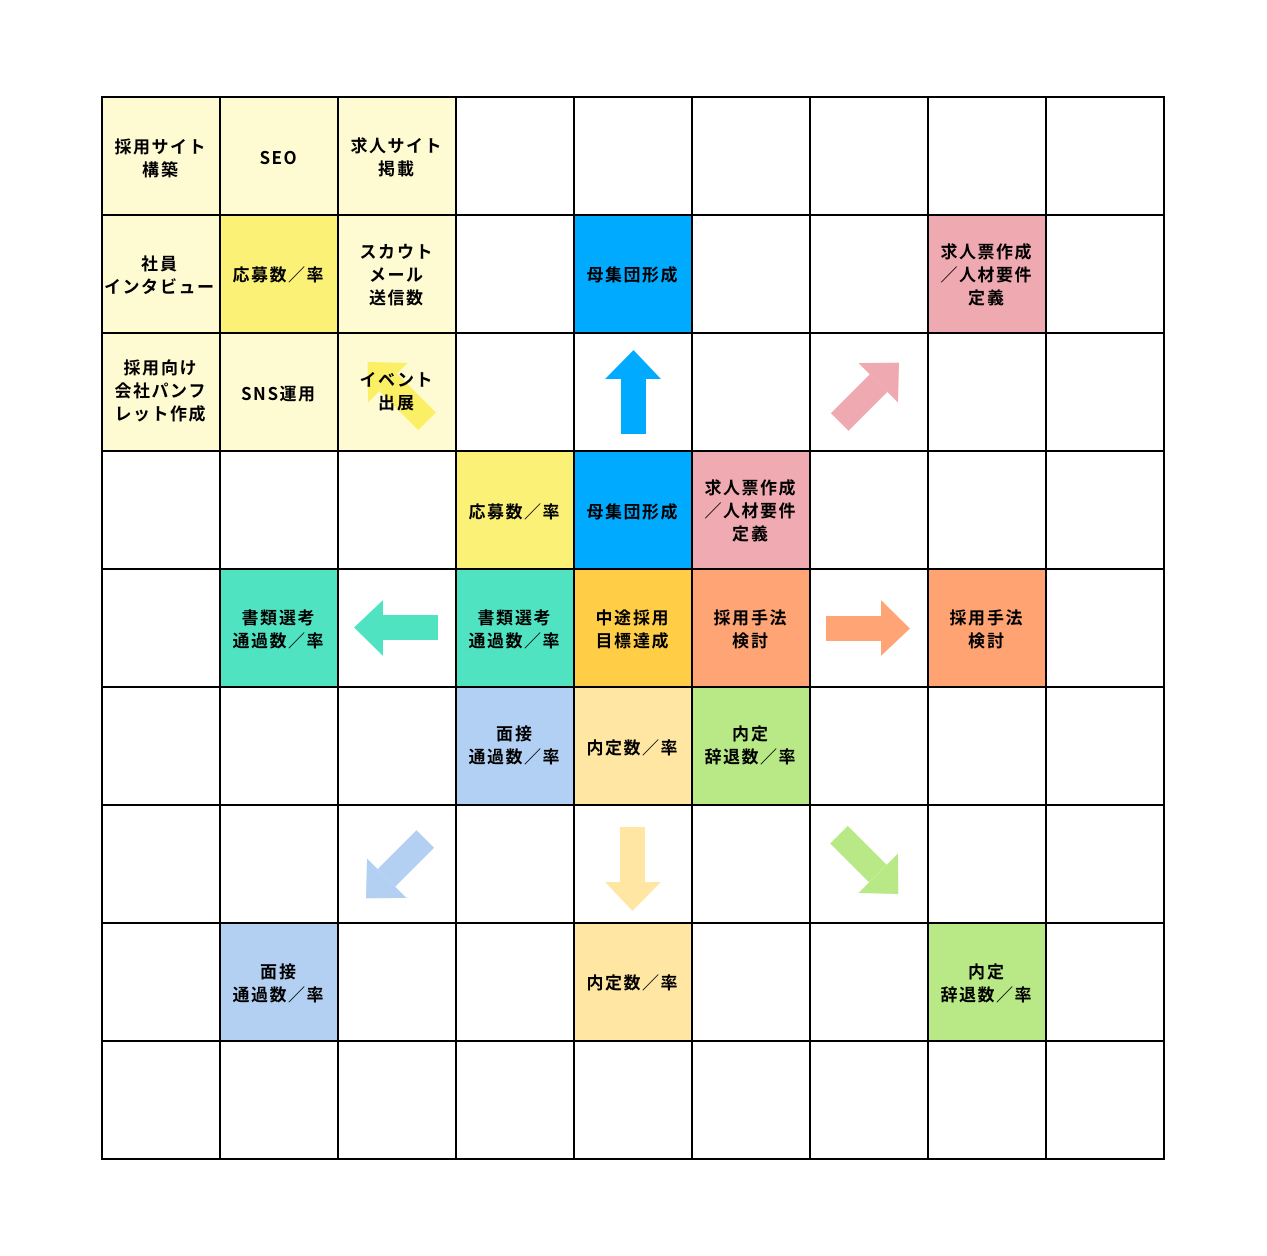 採用サイト
構築
SEO
求人サイト
掲載
社員
インタビュー
応募数／率
スカウト
メール
送信数
母集団形成
求人票作成
／人材要件
定義
採用向け
会社パンフ
レット作成
SNS運用
イベント
出展
応募数／率
母集団形成
求人票作成
／人材要件
定義
書類選考
通過数／率
書類選考
通過数／率
中途採用
目標達成
採用手法
検討
採用手法
検討
面接
通過数／率
内定数／率
内定
辞退数／率
面接
通過数／率
内定数／率
内定
辞退数／率